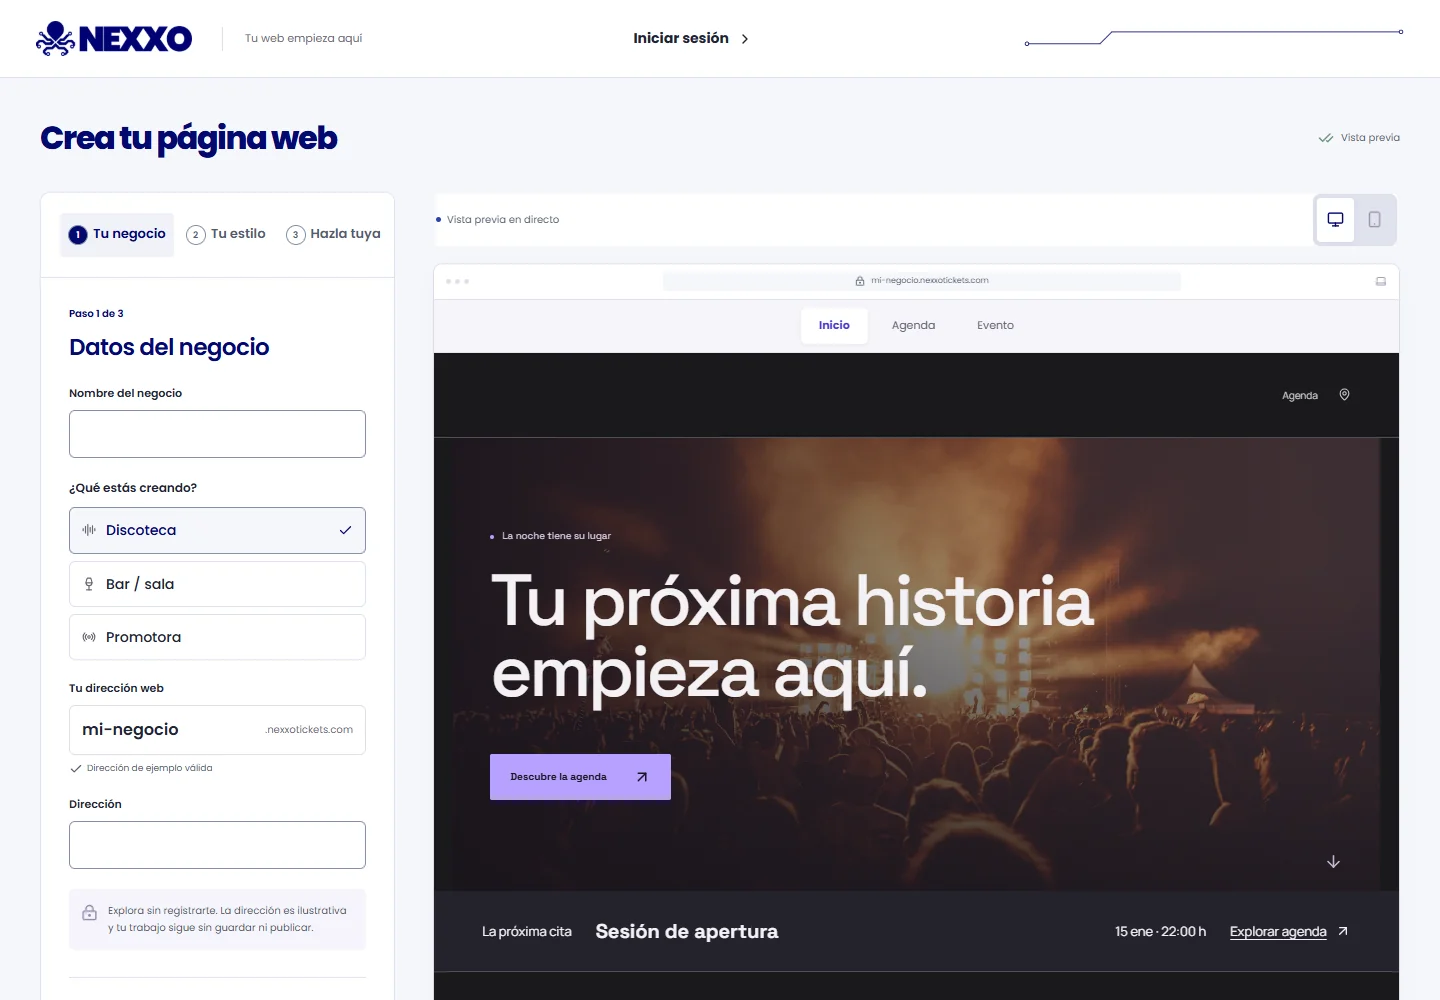 NEXXO
Tu web empieza aquí
Iniciar sesión
Crea tu página web
Vista previa
1 Tu negocio
2 Tu estilo
3 Hazla tuya
Paso 1 de 3
Datos del negocio
Nombre del negocio
¿Qué estás creando?
Discoteca
Bar / sala
Promotora
Tu dirección web
mi-negocio .nexxotickets.com
Dirección de ejemplo válida
Dirección
Explora sin registrarte. La dirección es ilustrativa
y tu trabajo sigue sin guardar ni publicar.
Vista previa en directo
mi-negocio.nexxotickets.com
Inicio
Agenda
Evento
Agenda
La noche tiene su lugar
Tu próxima historia
empieza aquí.
Descubre la agenda
La próxima cita
Sesión de apertura
15 ene · 22:00 h
Explorar agenda